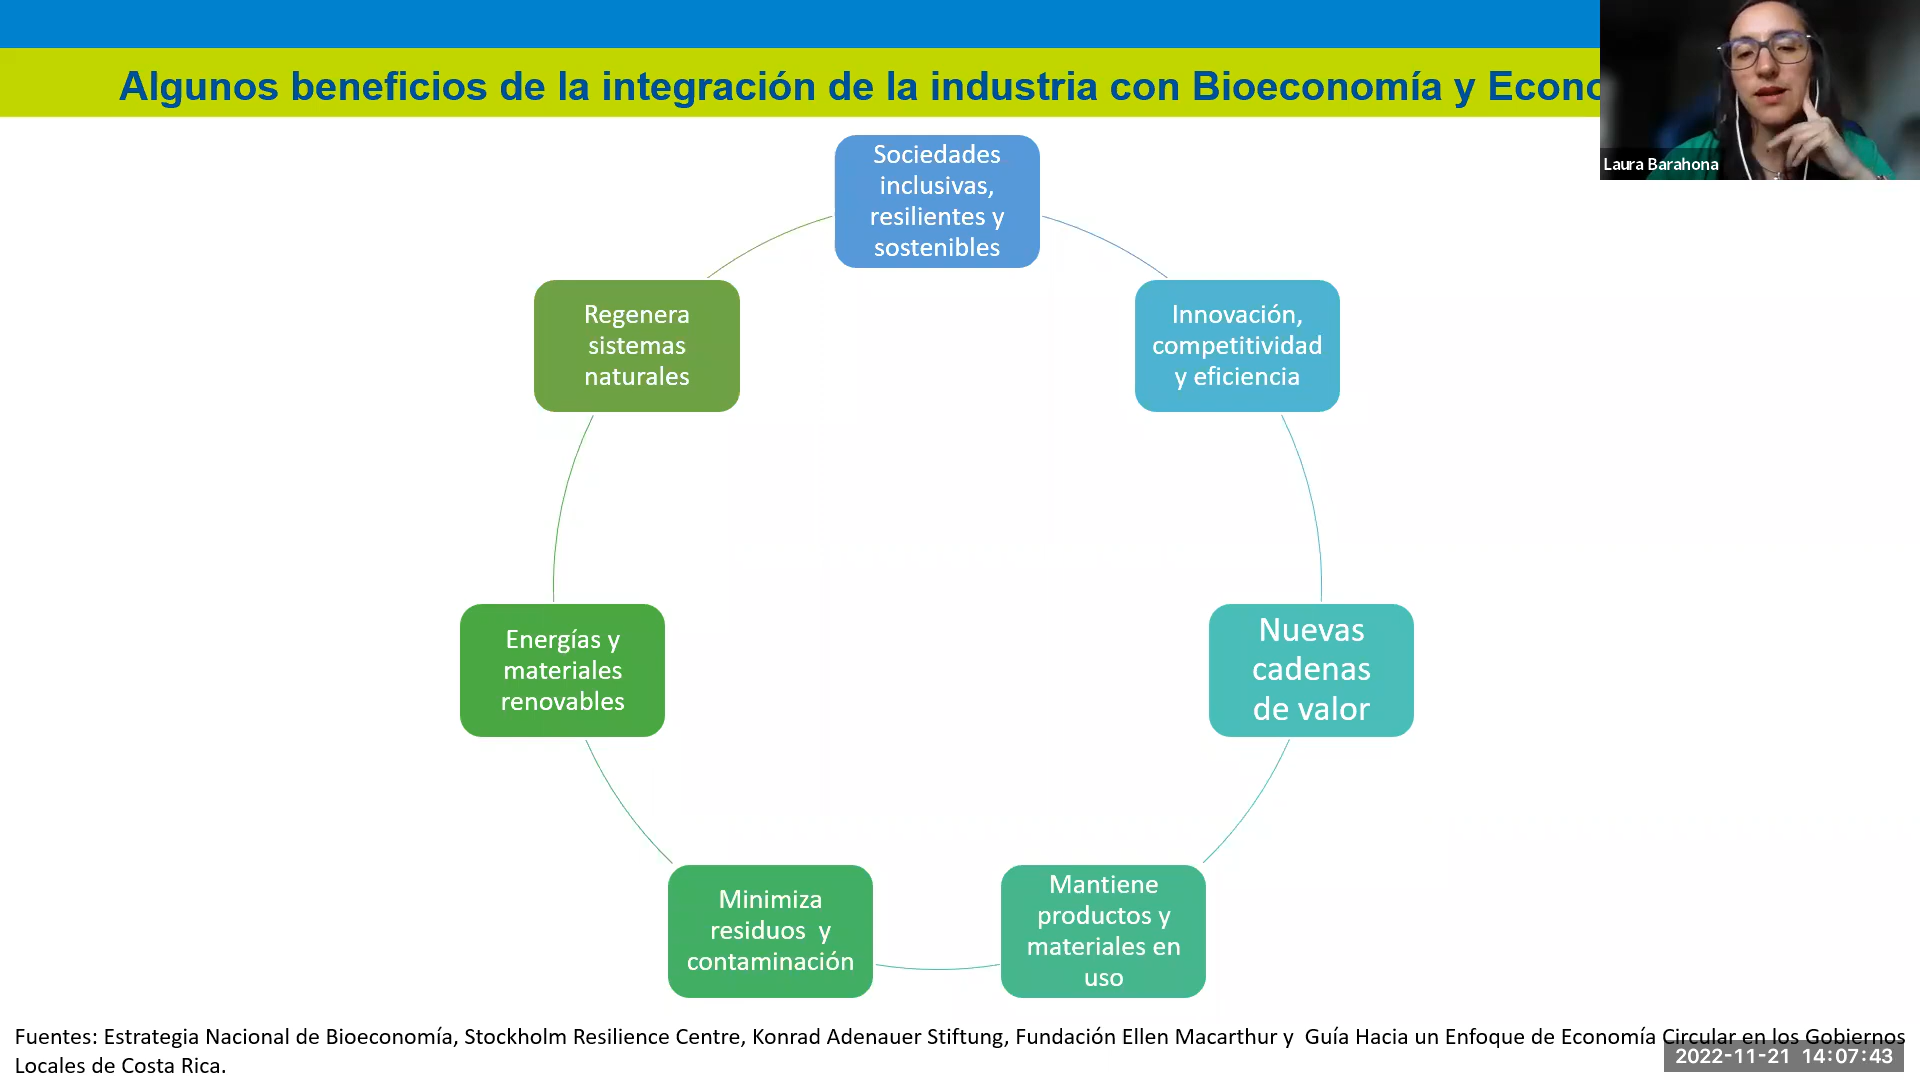 Algunos beneficios de la integración de la industria con Bioeconomía y
Laura Barahona
Sociedades
inclusivas,
resilientes y
sostenibles
Innovación,
competitividad
y eficiencia
Nuevas
cadenas
de valor
Mantiene
productos y
materiales en
uso
Minimiza
residuos y
contaminación
Energías y
materiales
renovables
Regenera
sistemas
naturales
Fuentes: Estrategia Nacional de Bioeconomía, Stockholm Resilience Centre, Konrad Adenauer Stiftung, Fundación Ellen Macarthur y Guía Hacia un Enfoque de Economía Circular en los Gobiernos
Locales de Costa Rica.
2022-11-21 14:07:43